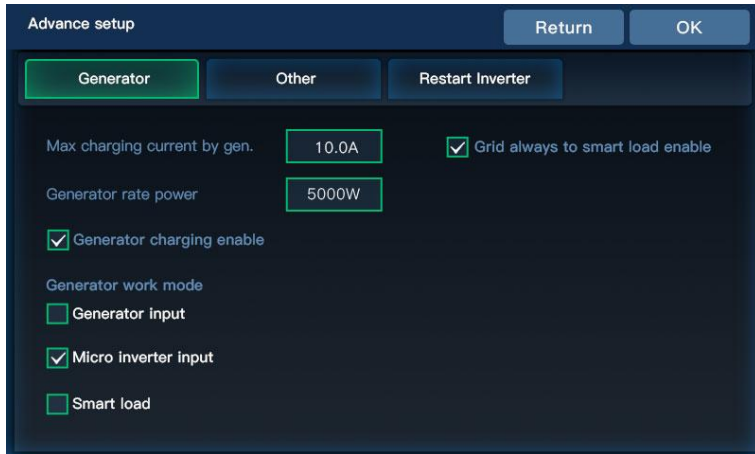 Advance setup
Return
OK
Generator
Other
Restart Inverter
Max charging current by gen.
10.0A
Grid always to smart load enable
Generator rate power
5000W
Generator charging enable
Generator work mode
Generator input
Micro inverter input
Smart load